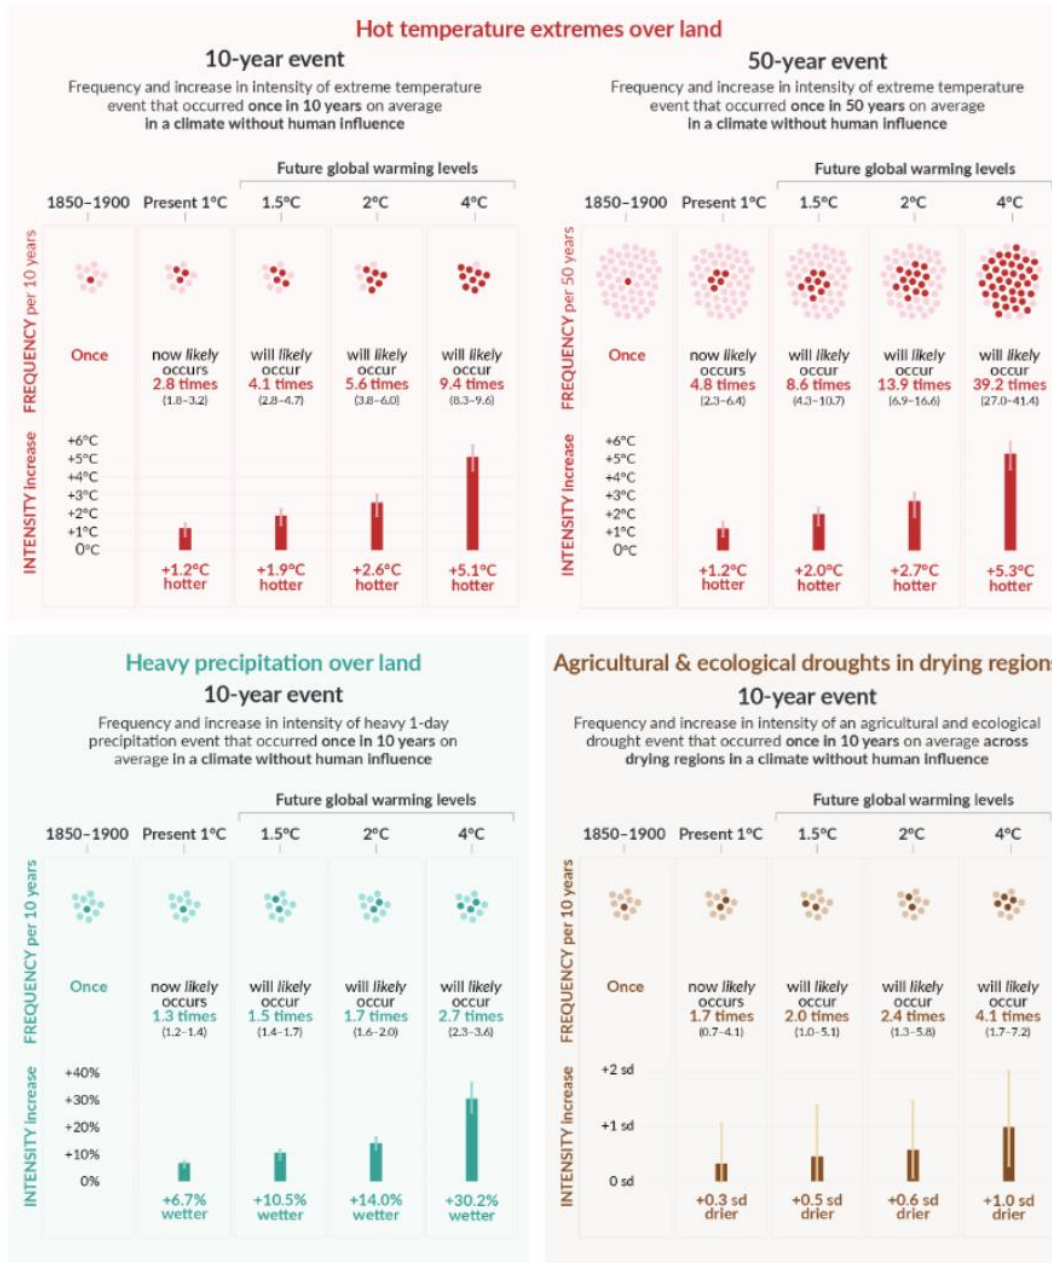 Hot temperature extremes over land
10-year event
Frequency and increase in intensity of extreme temperature
event that occurred once in 10 years on average
in a climate without human influence
Future global warming levels
1850–1900 Present 1°C 1.5°C 2°C 4°C
FREQUENCY per 10 years
Once
now likely occurs 2.8 times (1.8–3.2)
will likely occur 4.1 times (2.8–4.7)
will likely occur 5.6 times (3.8–6.0)
will likely occur 9.4 times (8.3–9.6)
INTENSITY increase
+6°C
+5°C
+4°C
+3°C
+2°C
+1°C
0°C
+1.2°C hotter
+1.9°C hotter
+2.6°C hotter
+5.1°C hotter
50-year event
Frequency and increase in intensity of extreme temperature
event that occurred once in 50 years on average
in a climate without human influence
Future global warming levels
1850–1900 Present 1°C 1.5°C 2°C 4°C
FREQUENCY per 50 years
Once
now likely occurs 4.8 times (2.3–6.4)
will likely occur 8.6 times (4.3–10.7)
will likely occur 13.9 times (6.9–16.6)
will likely occur 39.2 times (27.0–41.4)
INTENSITY increase
+6°C
+5°C
+4°C
+3°C
+2°C
+1°C
0°C
+1.2°C hotter
+2.0°C hotter
+2.7°C hotter
+5.3°C hotter
Heavy precipitation over land
10-year event
Frequency and increase in intensity of heavy 1-day
precipitation event that occurred once in 10 years on
average in a climate without human influence
Future global warming levels
1850–1900 Present 1°C 1.5°C 2°C 4°C
FREQUENCY per 10 years
Once
now likely occurs 1.3 times (1.2–1.4)
will likely occur 1.5 times (1.4–1.7)
will likely occur 1.7 times (1.6–2.0)
will likely occur 2.7 times (2.3–3.6)
INTENSITY increase
+40%
+30%
+20%
+10%
0%
+6.7% wetter
+10.5% wetter
+14.0% wetter
+30.2% wetter
Agricultural & ecological droughts in drying regions
10-year event
Frequency and increase in intensity of an agricultural and ecological
drought event that occurred once in 10 years on average across
drying regions in a climate without human influence
Future global warming levels
1850–1900 Present 1°C 1.5°C 2°C 4°C
FREQUENCY per 10 years
Once
now likely occurs 1.7 times (0.7–4.1)
will likely occur 2.0 times (1.0–5.1)
will likely occur 2.4 times (1.3–5.8)
will likely occur 4.1 times (1.7–7.2)
INTENSITY increase
+2 sd
+1 sd
0 sd
+0.3 sd drier
+0.5 sd drier
+0.6 sd drier
+1.0 sd drier